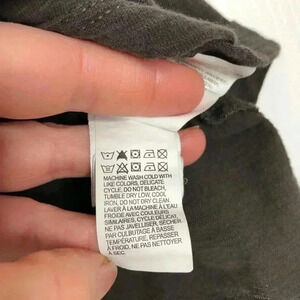 MACHINE WASH COLD WITH
LIKE COLORS, DELICATE
CYCLE, DO NOT BLEACH,
TUMBLE DRY LOW, COOL
IRON, DO NOT DRY CLEAN.
LAVER À LA MACHINE À L'EAU
FROIDE AVEC COULEURS
SIMILAIRES, CYCLE DÉLICAT,
NE PAS JAVELLISER, SÉCHER
PAR CULBUTAGE À BASSE
TEMPÉRATURE, REPASSER
À FROID, NE PAS NETTOYER
À SEC.